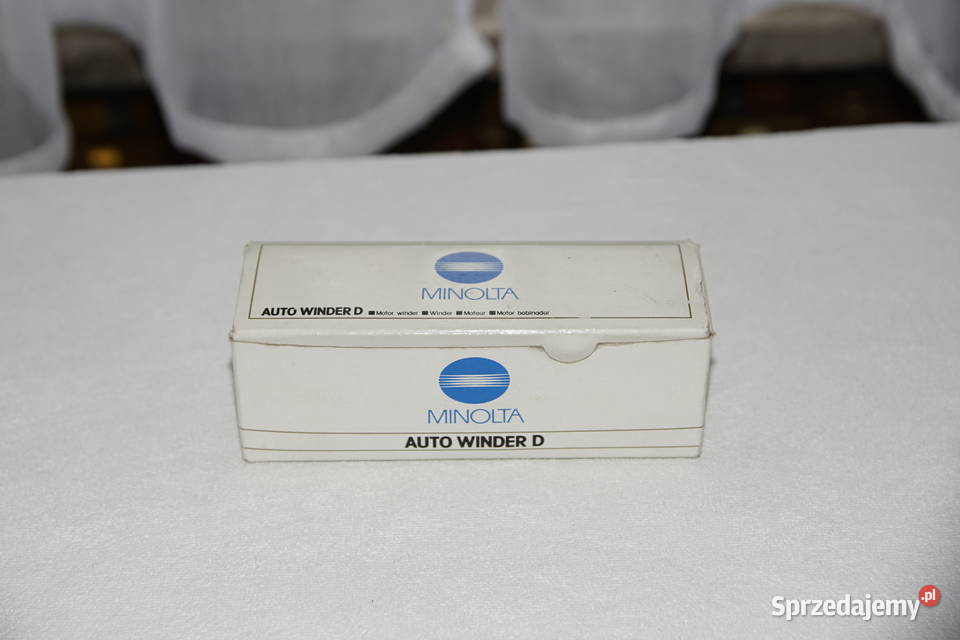 MINOLTA
AUTO WINDER D ■Motor winder ■Winder ■Moteur ■Motor bobinador
MINOLTA
AUTO WINDER D
Sprzedajemy.pl